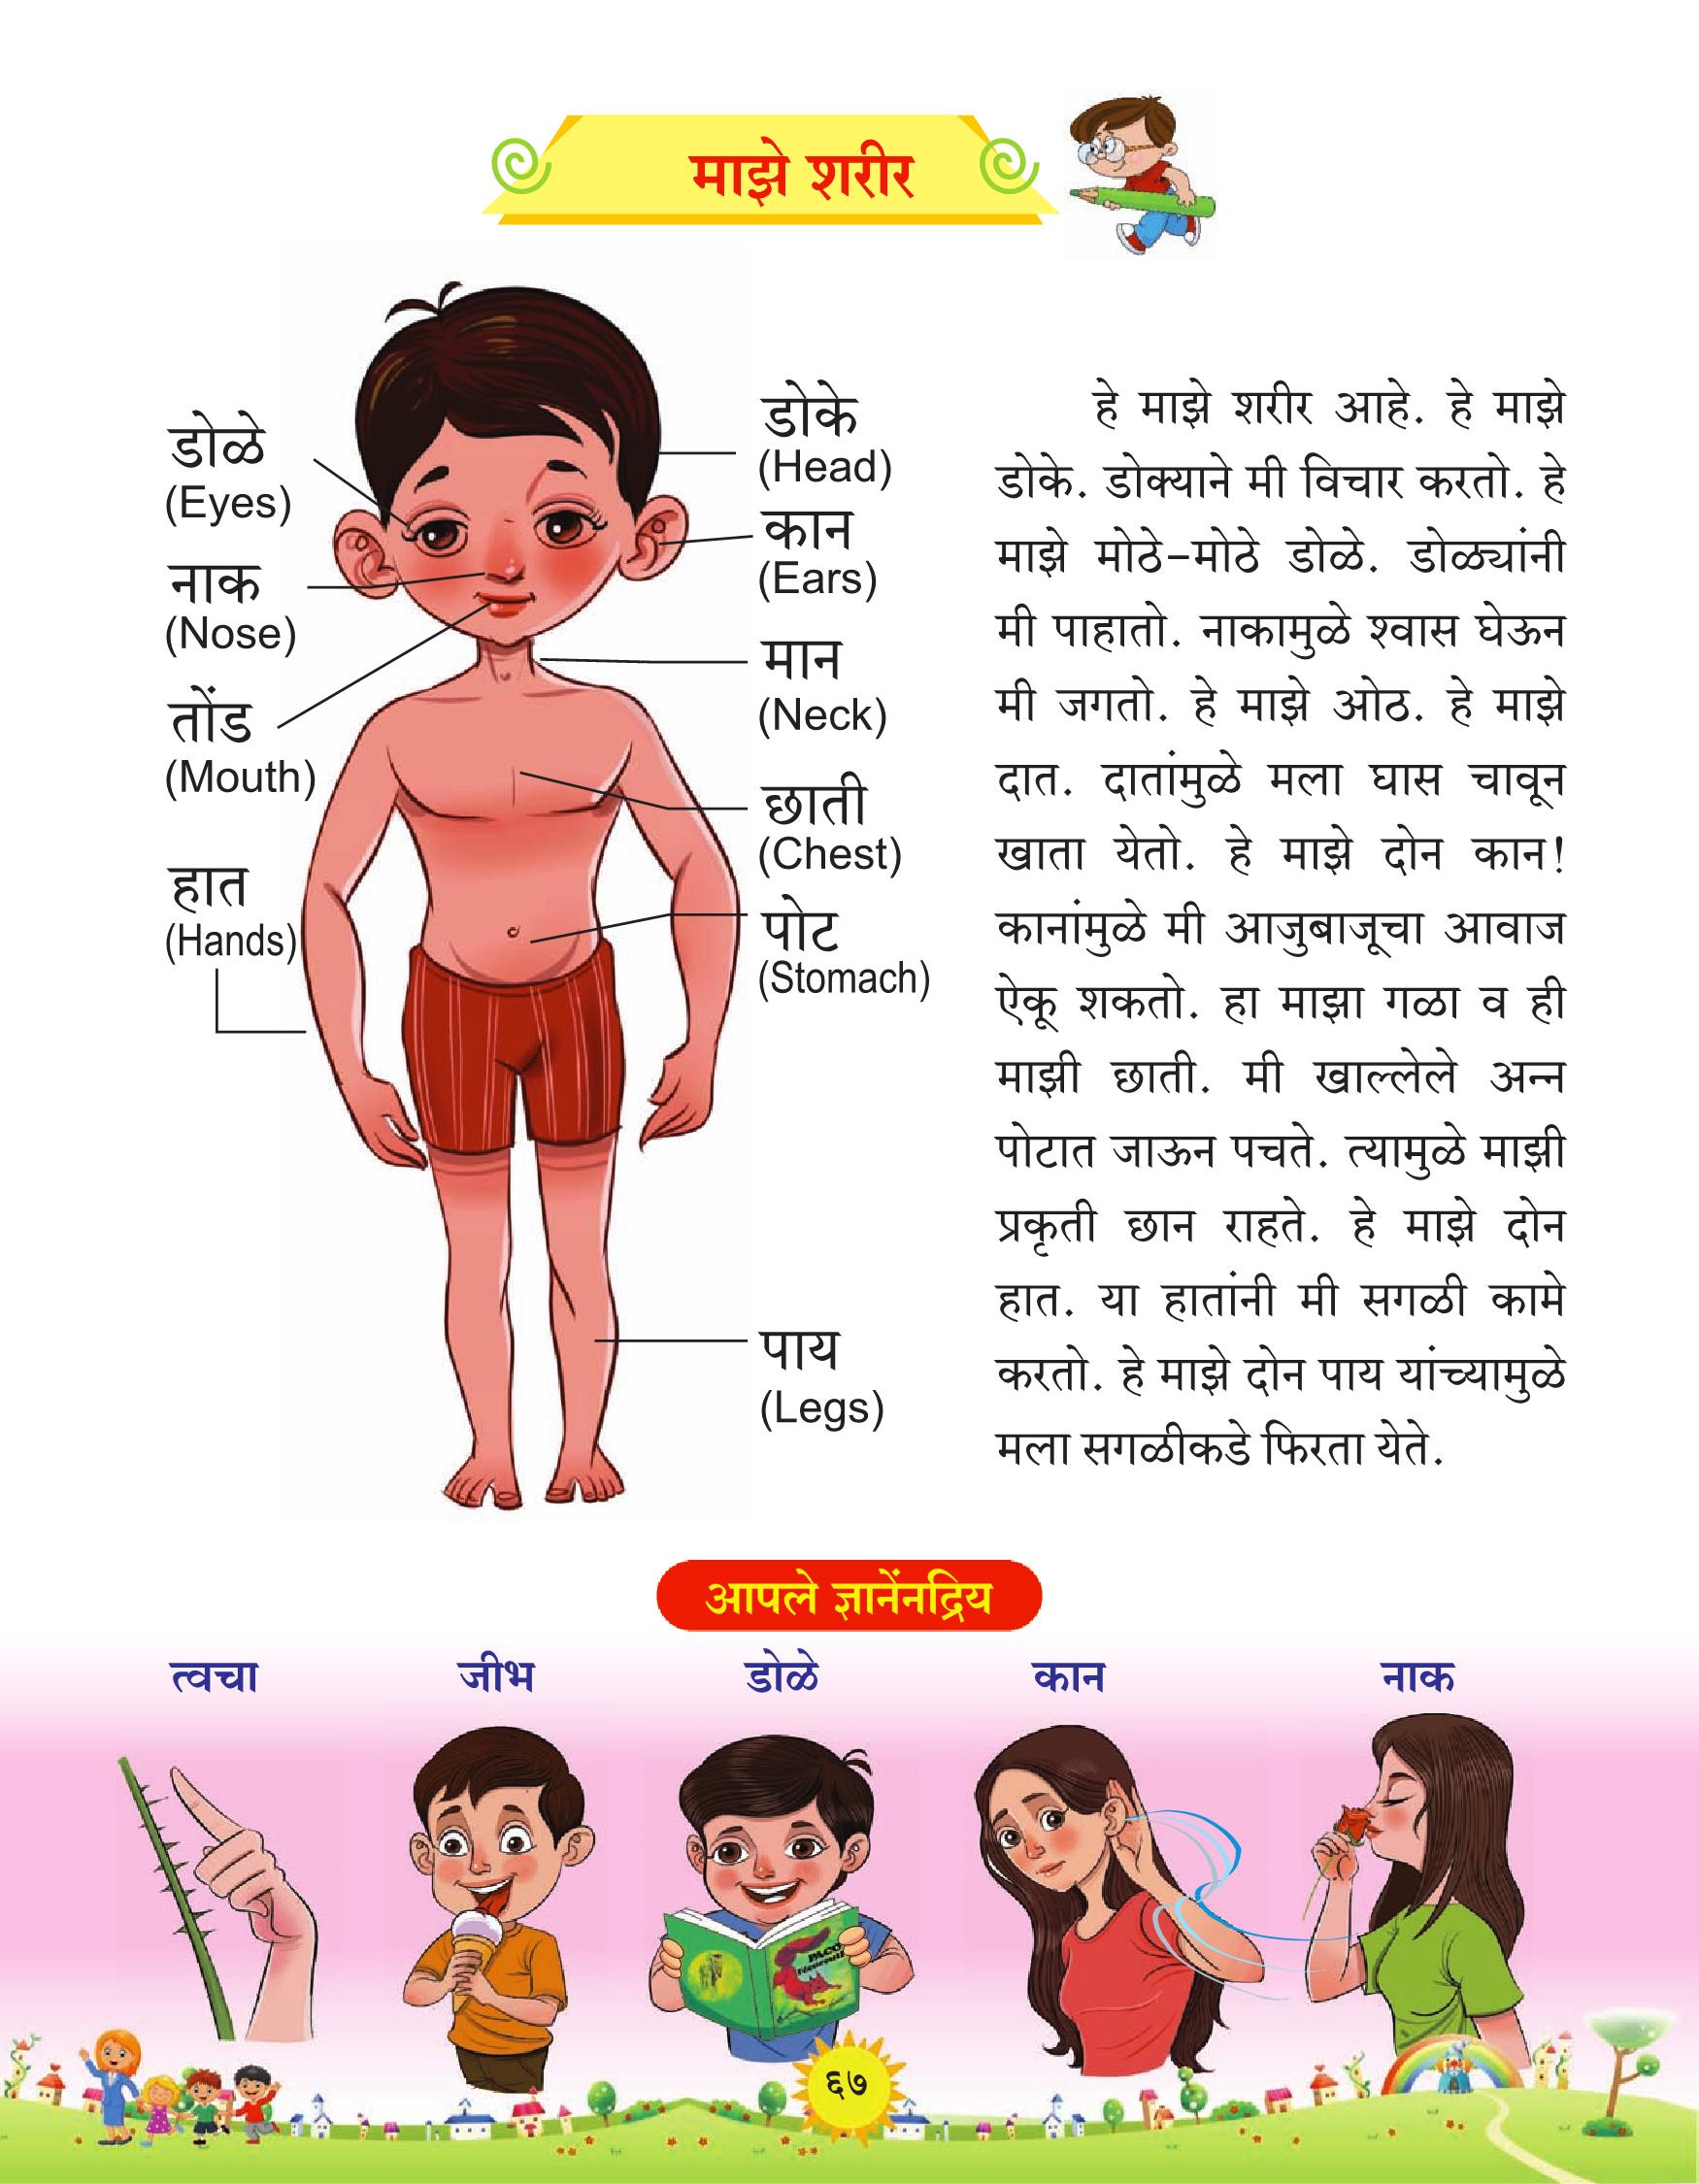 माझे शरीर
डोळे
(Eyes)
नाक
(Nose)
तोंड
(Mouth)
हात
(Hands)
डोके
(Head)
कान
(Ears)
मान
(Neck)
छाती
(Chest)
पोट
(Stomach)
पाय
(Legs)
हे माझे शरीर आहे. हे माझे
डोके. डोक्याने मी विचार करतो. हे
माझे मोठे-मोठे डोळे. डोळ्यांनी
मी पाहातो. नाकामुळे श्वास घेऊन
मी जगतो. हे माझे ओठ. हे माझे
दात. दातांमुळे मला घास चावून
खाता येतो. हे माझे दोन कान!
कानांमुळे मी आजुबाजूचा आवाज
ऐकू शकतो. हा माझा गळा व ही
माझी छाती. मी खाल्लेले अन्न
पोटात जाऊन पचते. त्यामुळे माझी
प्रकृती छान राहते. हे माझे दोन
हात. या हातांनी मी सगळी कामे
करतो. हे माझे दोन पाय यांच्यामुळे
मला सगळीकडे फिरता येते.
आपले ज्ञानेंनद्रिय
त्वचा
जीभ
डोळे
कान
नाक
६७